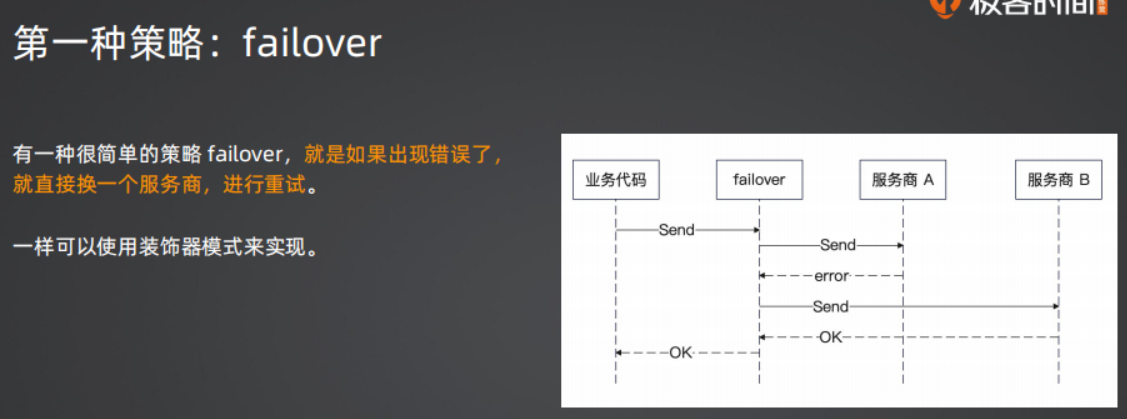 极客时间
第一种策略：failover
有一种很简单的策略 failover，就是如果出现错误了，
就直接换一个服务商，进行重试。
一样可以使用装饰器模式来实现。
业务代码 failover 服务商 A 服务商 B
Send
Send
error
Send
OK
OK